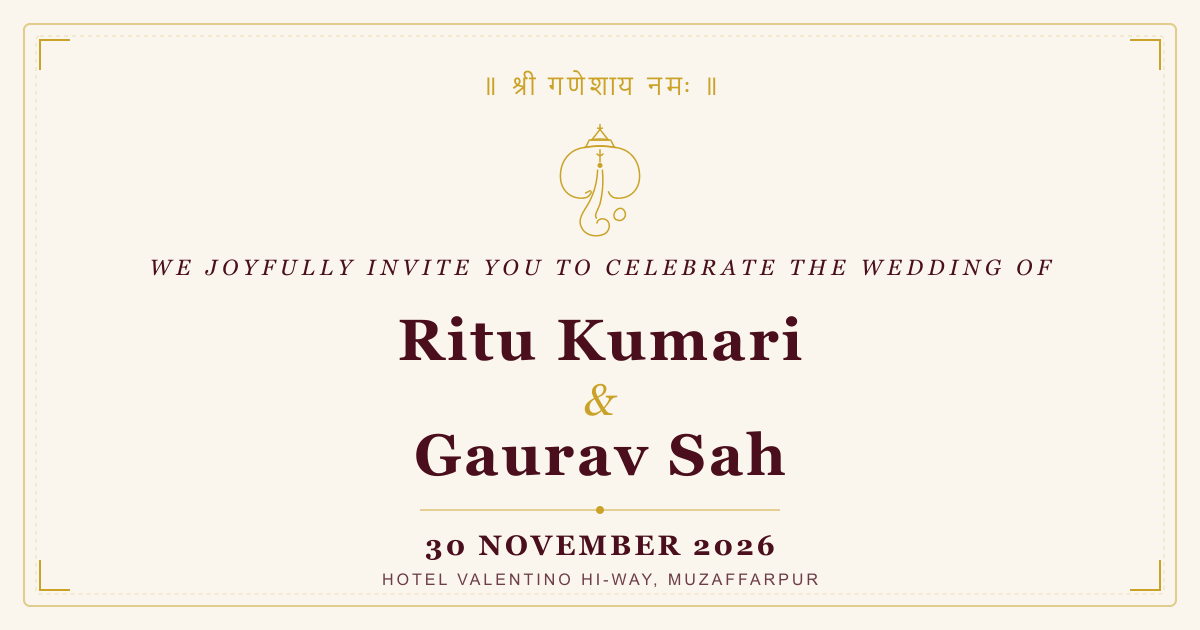 ॥ श्री गणेशाय नमः ॥
WE JOYFULLY INVITE YOU TO CELEBRATE THE WEDDING OF
Ritu Kumari
&
Gaurav Sah
30 NOVEMBER 2026
HOTEL VALENTINO HI-WAY, MUZAFFARPUR